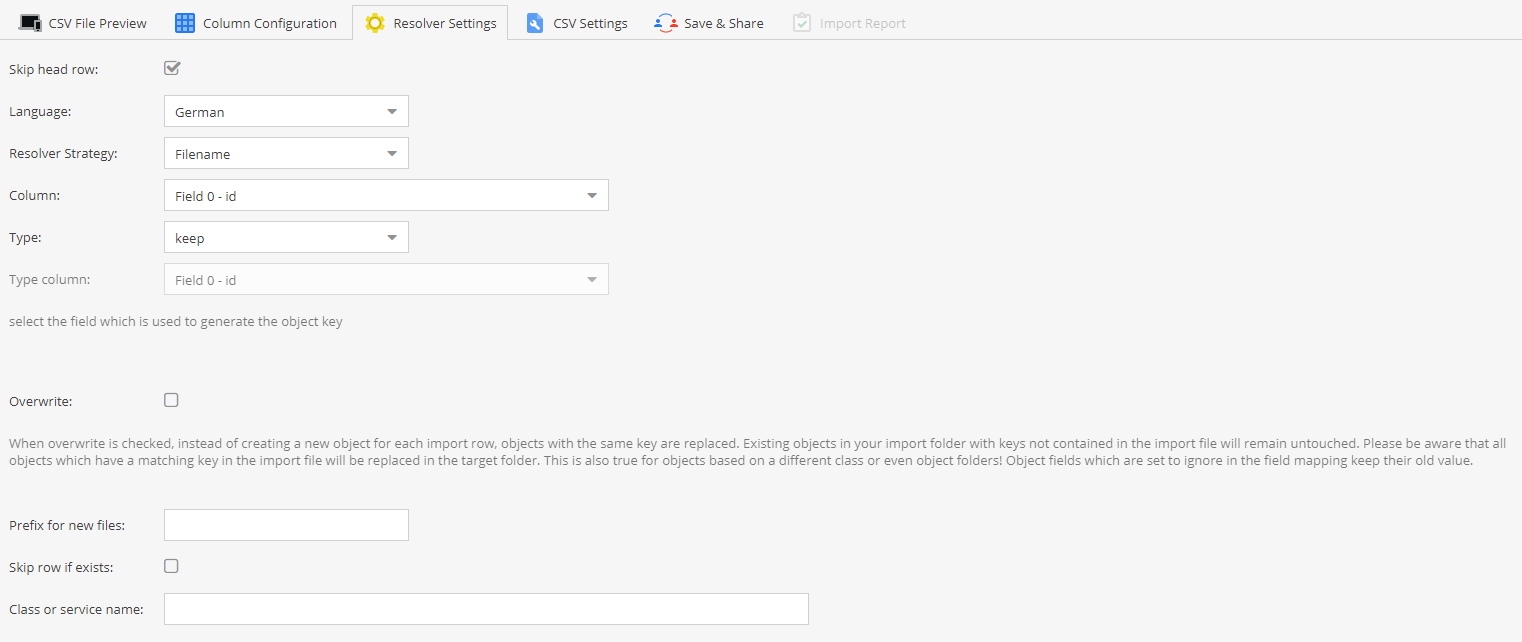 CSV File Preview Column Configuration Resolver Settings CSV Settings Save & Share Import Report
Skip head row:
Language: German
Resolver Strategy: Filename
Column: Field 0 - id
Type: keep
Type column: Field 0 - id
select the field which is used to generate the object key
Overwrite:
When overwrite is checked, instead of creating a new object for each import row, objects with the same key are replaced. Existing objects in your import folder with keys not contained in the import file will remain untouched. Please be aware that all
objects which have a matching key in the import file will be replaced in the target folder. This is also true for objects based on a different class or even object folders! Object fields which are set to ignore in the field mapping keep their old value.
Prefix for new files:
Skip row if exists:
Class or service name: